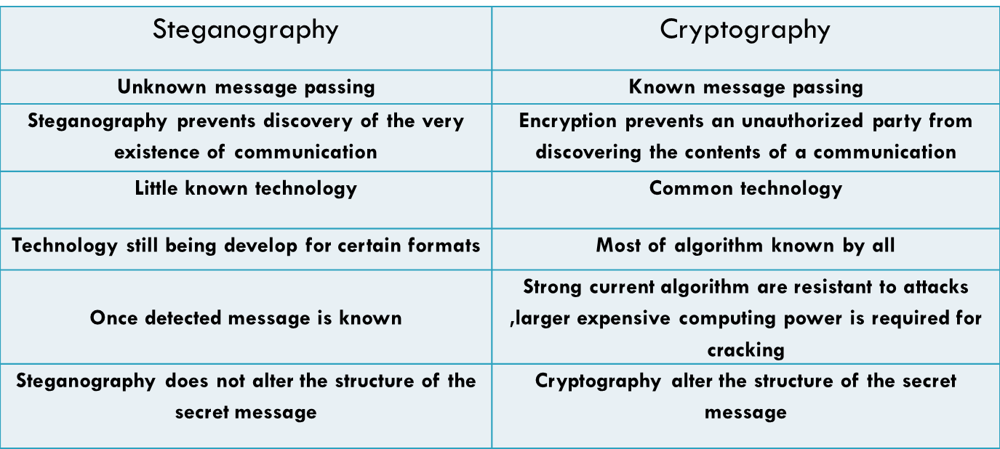 Steganography
Cryptography
Unknown message passing
Known message passing
Steganography prevents discovery of the very
existence of communication
Encryption prevents an unauthorized party from
discovering the contents of a communication
Little known technology
Common technology
Technology still being develop for certain formats
Most of algorithm known by all
Once detected message is known
Strong current algorithm are resistant to attacks
,larger expensive computing power is required for
cracking
Steganography does not alter the structure of the
secret message
Cryptography alter the structure of the secret
message